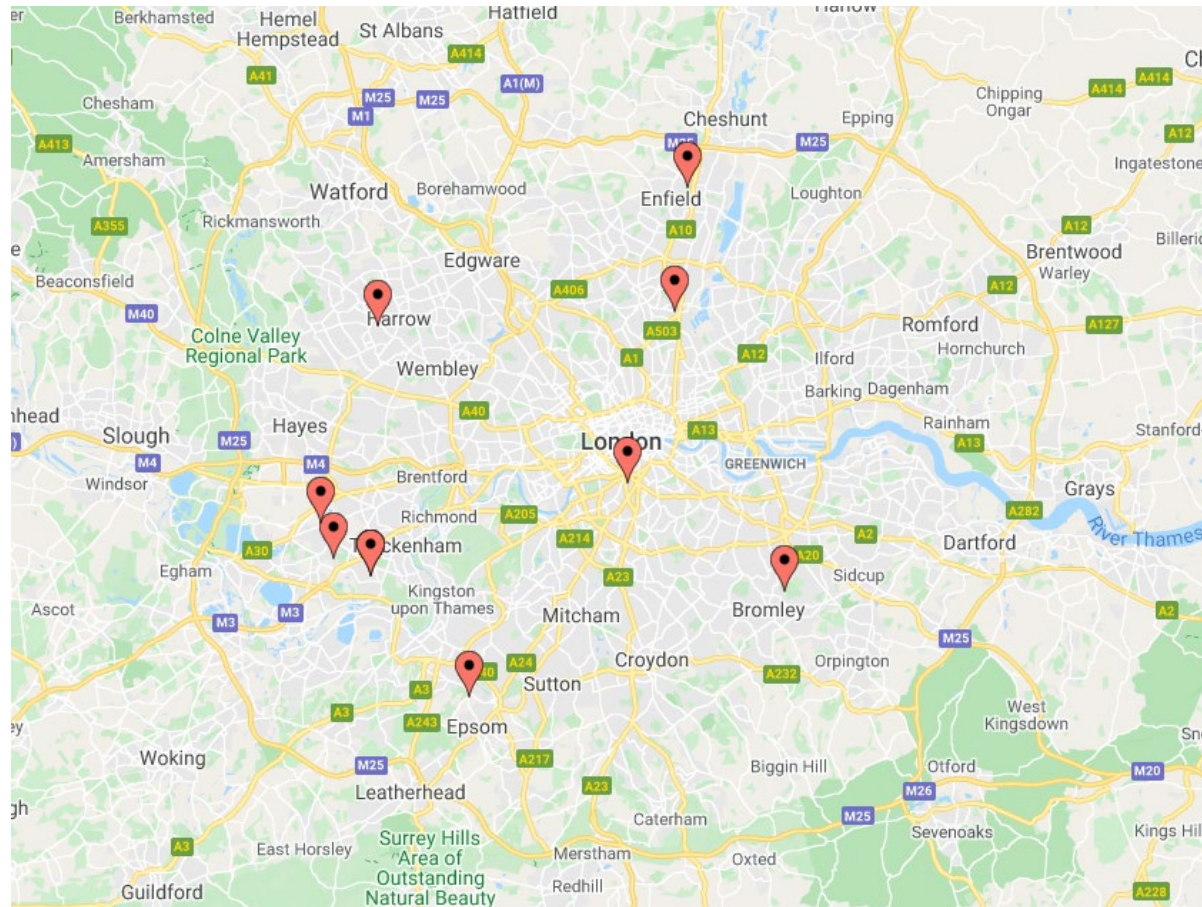 Berkhamsted
Hemel
Hempstead
St Albans
Hatfield
A414
A41
A1(M)
M25
M25
M1
Chesham
A413
Amersham
Watford
Borehamwood
Cheshunt
M25
Epping
Chipping
Ongar
A414
A414
A12
Ingatestone
Loughton
Enfield
Rickmansworth
A355
A10
A12
Brentwood
Warley
Edgware
Beaconsfield
A406
A12
M40
Harrow
Colne Valley
Regional Park
A503
Romford
A127
Hornchurch
Wembley
A1
A12
Ilford
Barking
Dagenham
A40
Hayes
Slough
M25
London
A13
Rainham
A13
M4
M4
Windsor
Brentford
GREENWICH
Grays
Richmond
A205
A282
River Thames
A30
A214
A2
A20
Dartford
Egham
Sidcup
Kingston
upon Thames
A23
Ascot
M3
M3
Mitcham
Bromley
A2
M25
Croydon
Orpington
A24
A232
Sutton
A3
A3
A243
Epsom
West
Kingsdown
Woking
M25
A217
Biggin Hill
Otford
M20
Leatherhead
A23
M26
M25
Caterham
Sevenoaks
Surrey Hills
Area of
Outstanding
Natural Beauty
East Horsley
A3
Merstham
Oxted
Redhill
Guildford
A228